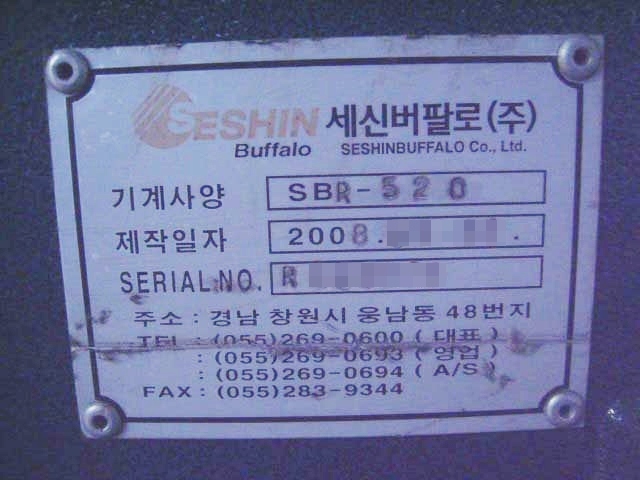 SESHIN 세신버팔로(주)
Buffalo SESHINBUFFALO Co., Ltd.
기계사양 SBR-520
제작일자 2008. .
SERIAL NO. R
주소 : 경남 창원시 웅남동 48번지
TEL : (055)269-0600 ( 대표 )
: (055)269-0693 ( 영업 )
: (055)269-0694 ( A/S )
FAX : (055)283-9344